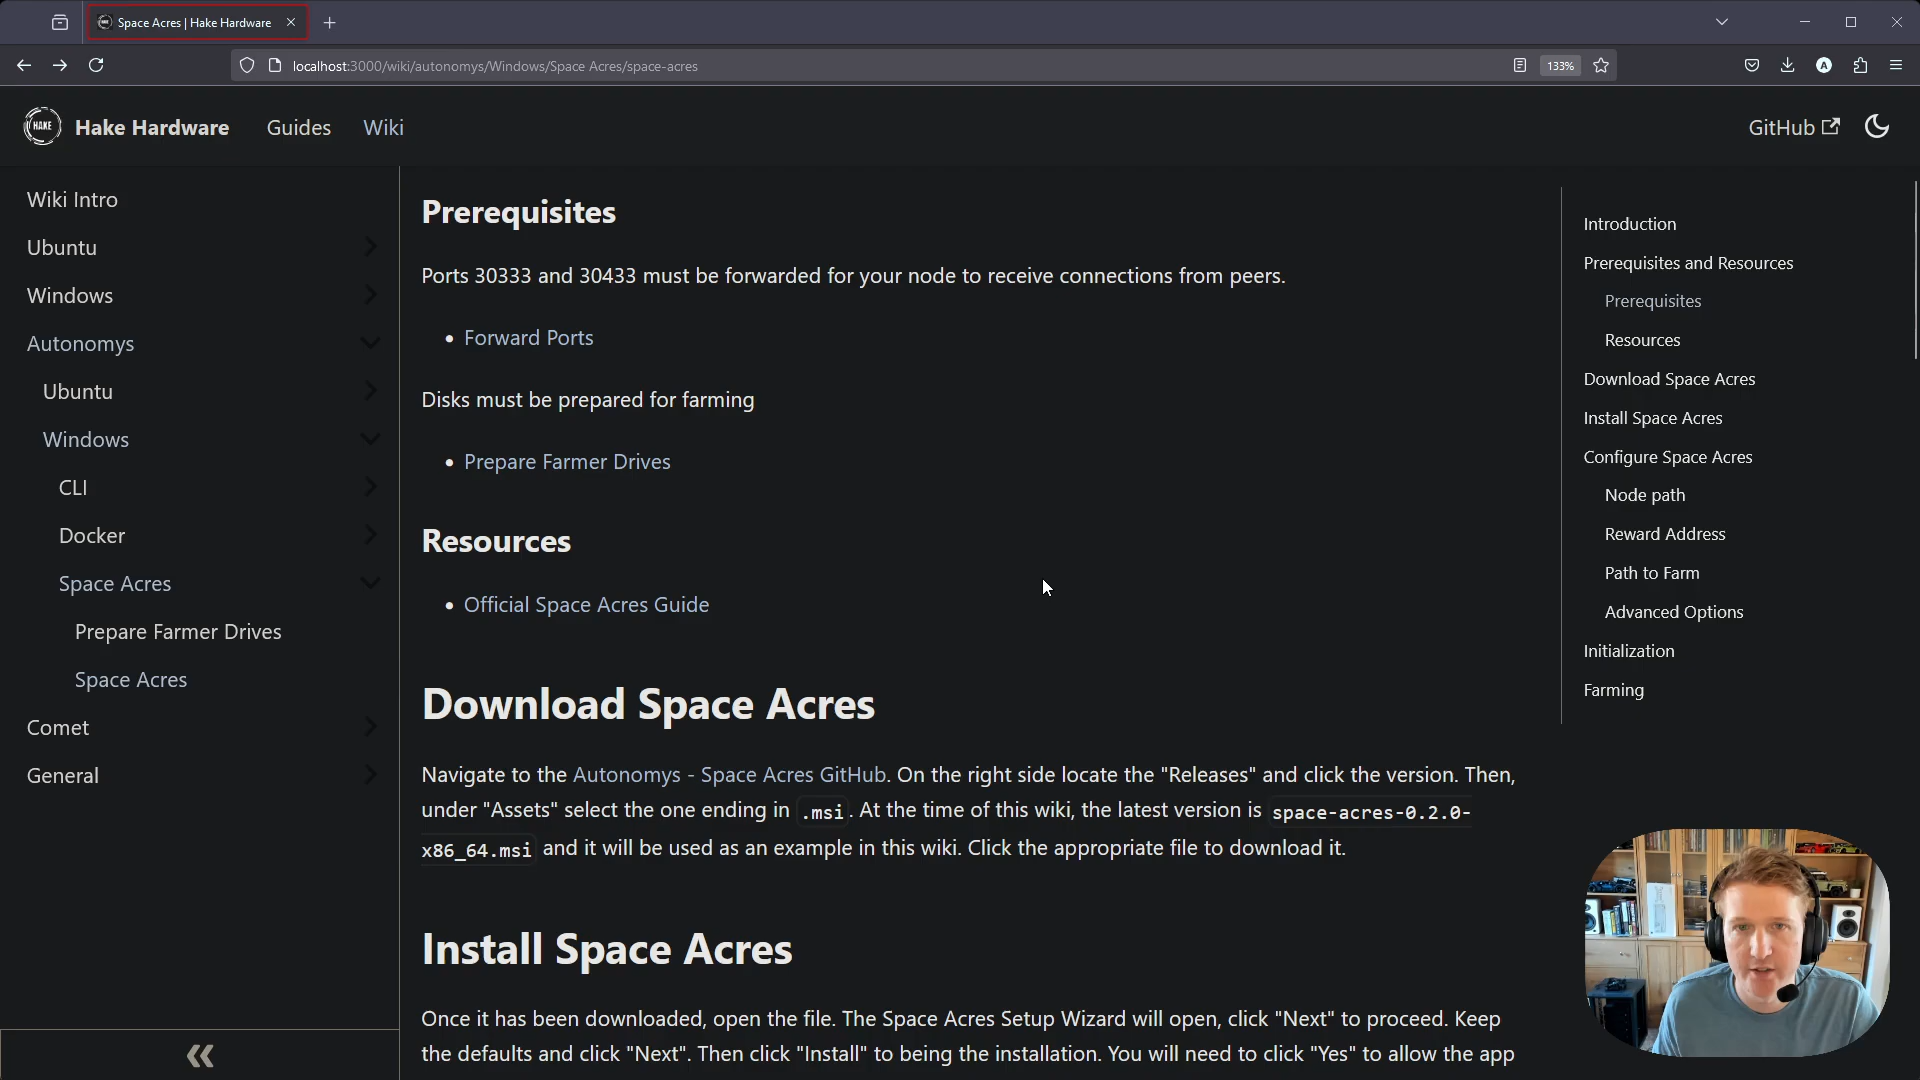 Space Acres | Hake Hardware
localhost:3000/wiki/autonomys/Windows/Space Acres/space-acres
133%
A
HAKE
Hake Hardware
Guides
Wiki
GitHub
Wiki Intro
Ubuntu
Windows
Autonomys
Ubuntu
Windows
CLI
Docker
Space Acres
Prepare Farmer Drives
Space Acres
Comet
General
Prerequisites
Ports 30333 and 30433 must be forwarded for your node to receive connections from peers.
• Forward Ports
Disks must be prepared for farming
• Prepare Farmer Drives
Resources
• Official Space Acres Guide
Download Space Acres
Navigate to the Autonomys - Space Acres GitHub. On the right side locate the "Releases" and click the version. Then,
under "Assets" select the one ending in .msi. At the time of this wiki, the latest version is space-acres-0.2.0-
x86_64.msi and it will be used as an example in this wiki. Click the appropriate file to download it.
Install Space Acres
Once it has been downloaded, open the file. The Space Acres Setup Wizard will open, click "Next" to proceed. Keep
the defaults and click "Next". Then click "Install" to being the installation. You will need to click "Yes" to allow the app
Introduction
Prerequisites and Resources
Prerequisites
Resources
Download Space Acres
Install Space Acres
Configure Space Acres
Node path
Reward Address
Path to Farm
Advanced Options
Initialization
Farming